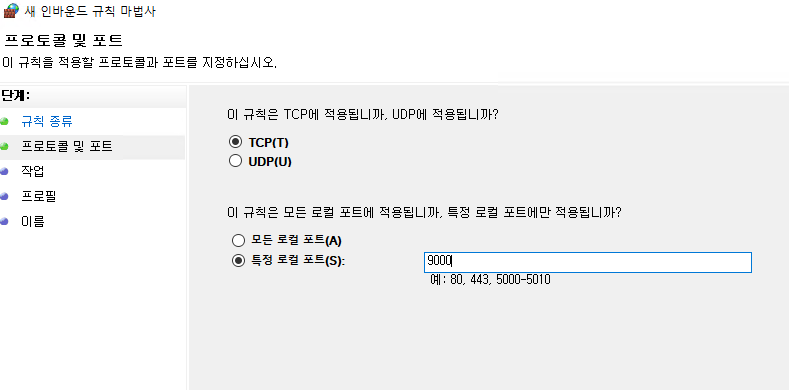 새 인바운드 규칙 마법사
프로토콜 및 포트
이 규칙을 적용할 프로토콜과 포트를 지정하십시오.
단계:
규칙 종류
프로토콜 및 포트
작업
프로필
이름
이 규칙은 TCP에 적용됩니까, UDP에 적용됩니까?
TCP(T)
UDP(U)
이 규칙은 모든 로컬 포트에 적용됩니까, 특정 로컬 포트에만 적용됩니까?
모든 로컬 포트(A)
특정 로컬 포트(S):
9000
예: 80, 443, 5000-5010